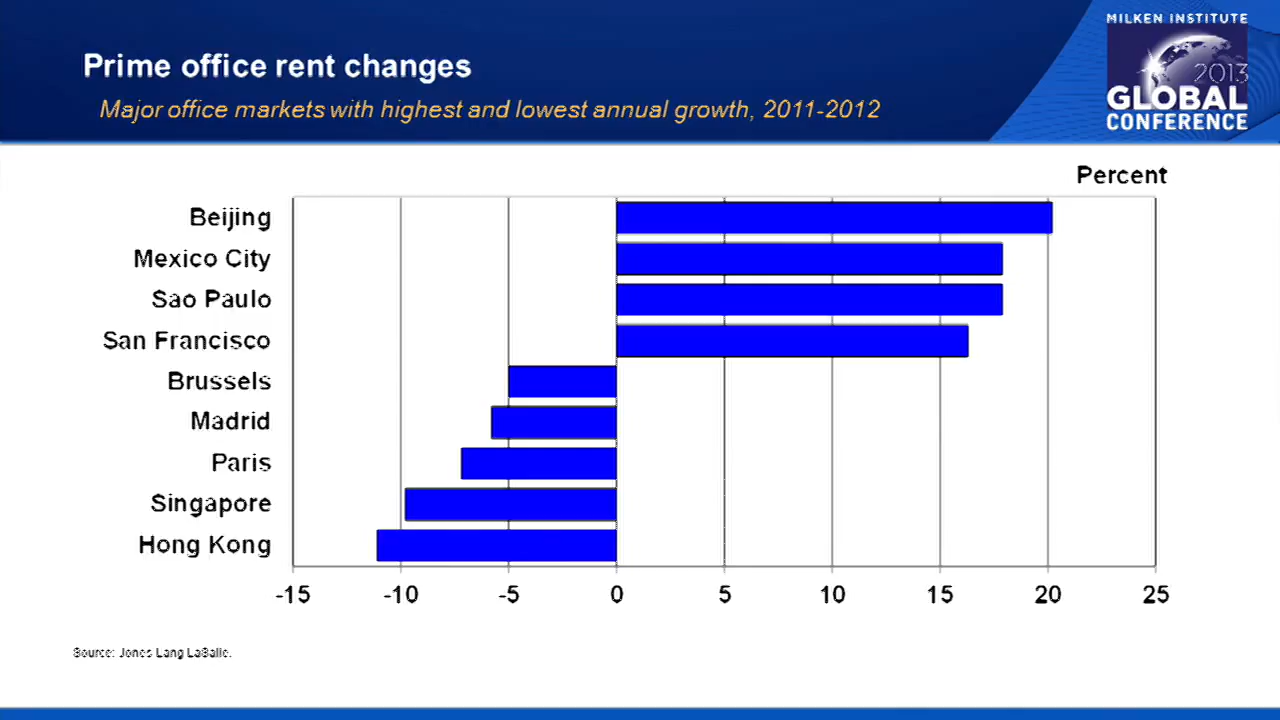 MILKEN INSTITUTE
2013
GLOBAL
CONFERENCE
Prime office rent changes
Major office markets with highest and lowest annual growth, 2011-2012
Percent
Beijing
Mexico City
Sao Paulo
San Francisco
Brussels
Madrid
Paris
Singapore
Hong Kong
-15 -10 -5 0 5 10 15 20 25
Source: Jones Lang LaSalle.